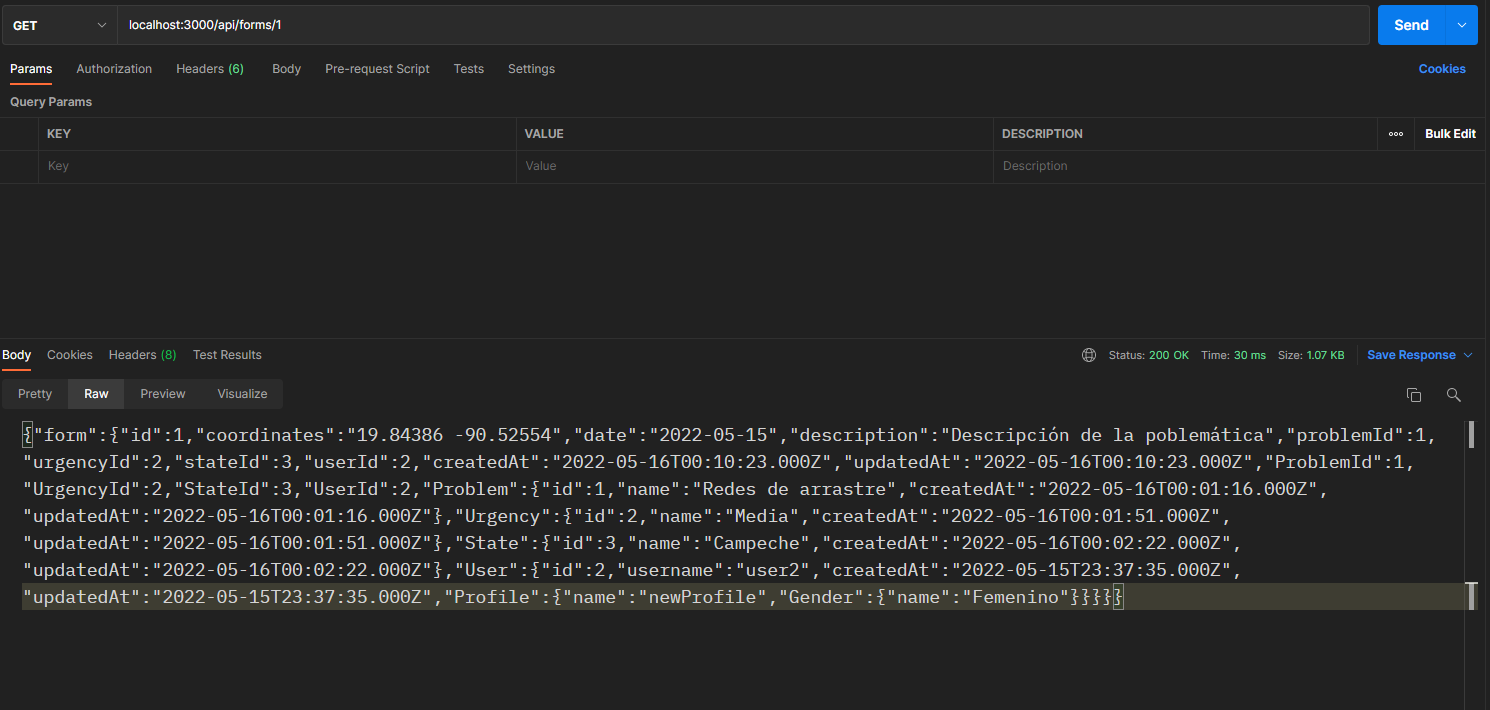 GET localhost:3000/api/forms/1 Send
Params Authorization Headers (6) Body Pre-request Script Tests Settings Cookies
Query Params
KEY VALUE DESCRIPTION Bulk Edit
Key Value Description
Body Cookies Headers (8) Test Results Status: 200 OK Time: 30 ms Size: 1.07 KB Save Response
Pretty Raw Preview Visualize
{"form":{"id":1,"coordinates":"19.84386 -90.52554","date":"2022-05-15","description":"Descripción de la poblemática","problemId":1,
"urgencyId":2,"stateId":3,"userId":2,"createdAt":"2022-05-16T00:10:23.000Z","updatedAt":"2022-05-16T00:10:23.000Z","ProblemId":1,
"UrgencyId":2,"StateId":3,"UserId":2,"Problem":{"id":1,"name":"Redes de arrastre","createdAt":"2022-05-16T00:01:16.000Z",
"updatedAt":"2022-05-16T00:01:16.000Z"},"Urgency":{"id":2,"name":"Media","createdAt":"2022-05-16T00:01:51.000Z",
"updatedAt":"2022-05-16T00:01:51.000Z"},"State":{"id":3,"name":"Campeche","createdAt":"2022-05-16T00:02:22.000Z",
"updatedAt":"2022-05-16T00:02:22.000Z"},"User":{"id":2,"username":"user2","createdAt":"2022-05-15T23:37:35.000Z",
"updatedAt":"2022-05-15T23:37:35.000Z","Profile":{"name":"newProfile","Gender":{"name":"Femenino"}}}}}